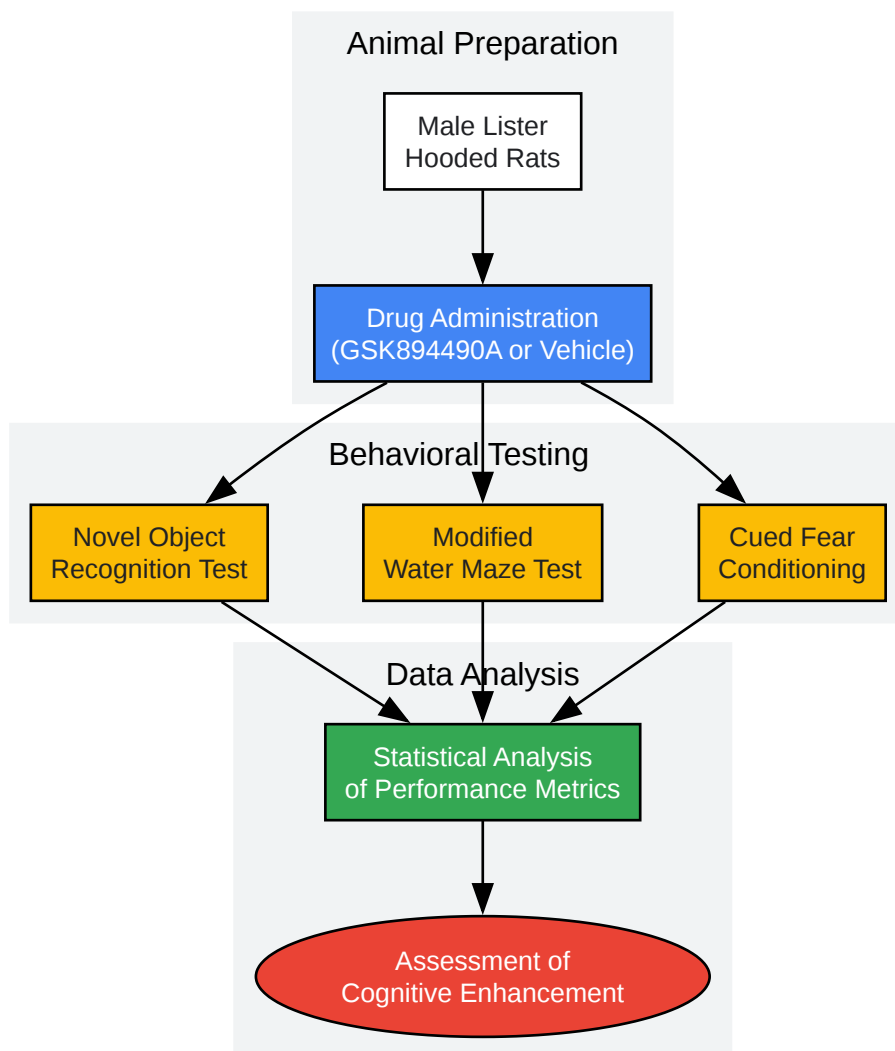 Animal Preparation
Male Lister
Hooded Rats
Drug Administration
(GSK894490A or Vehicle)
Behavioral Testing
Novel Object
Recognition Test
Modified
Water Maze Test
Cued Fear
Conditioning
Data Analysis
Statistical Analysis
of Performance Metrics
Assessment of
Cognitive Enhancement